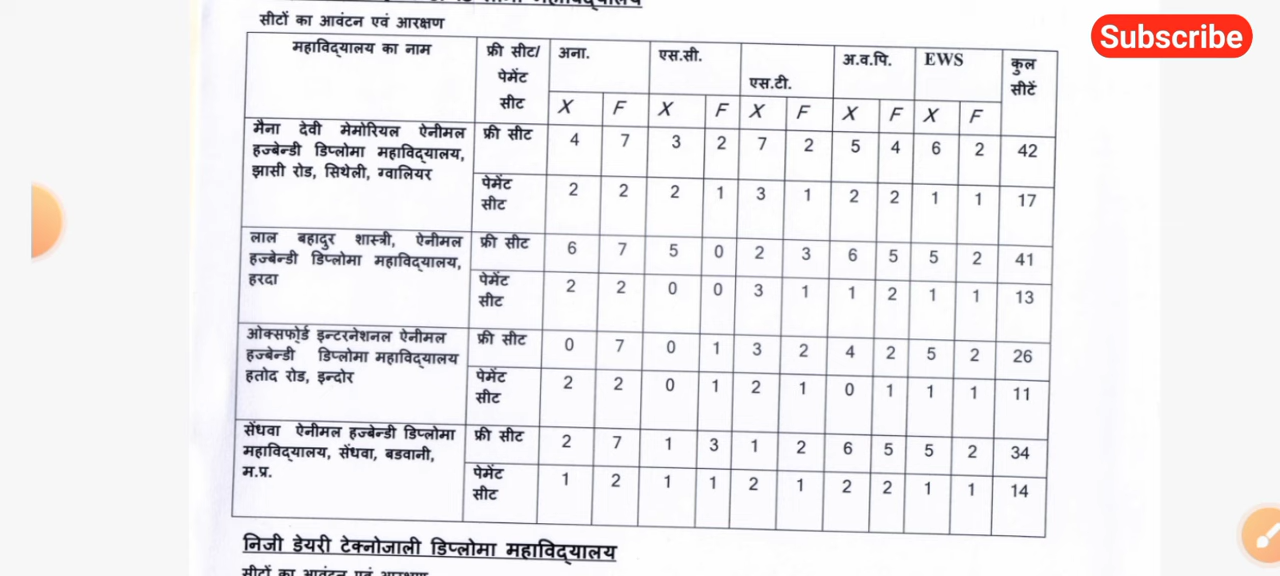 महाविद्यालय
सीटों का आवंटन एवं आरक्षण
Subscribe
महाविद्यालय का नाम फ्री सीट/ पेमेंट सीट अना. एस.सी. एस.टी. अ.व.पि. EWS कुल सीटें
X F X F X F X F X F
मैना देवी मेमोरियल ऐनीमल फ्री सीट 4 7 3 2 7 2 5 4 6 2 42
हज्बेन्डी डिप्लोमा महाविद्यालय,
झासी रोड, सिथेली, ग्वालियर
पेमेंट सीट 2 2 2 1 3 1 2 2 1 1 17
लाल बहादुर शास्त्री, ऐनीमल फ्री सीट 6 7 5 0 2 3 6 5 5 2 41
हज्बेन्डी डिप्लोमा महाविद्यालय,
हरदा
पेमेंट सीट 2 2 0 0 3 1 1 2 1 1 13
ओक्सफो्र्ड इन्टरनेशनल ऐनीमल फ्री सीट 0 7 0 1 3 2 4 2 5 2 26
हज्बेन्डी डिप्लोमा महाविद्यालय
हतोद रोड, इन्दोर
पेमेंट सीट 2 2 0 1 2 1 0 1 1 1 11
सेंधवा ऐनीमल हज्बेन्डी डिप्लोमा फ्री सीट 2 7 1 3 1 2 6 5 5 2 34
महाविद्यालय, सेंधवा, बडवानी,
म.प्र.
पेमेंट सीट 1 2 1 1 2 1 2 2 1 1 14
निजी डेयरी टेक्नोजाली डिप्लोमा महाविद्यालय
सीटों का आवंटन एवं आरक्षण